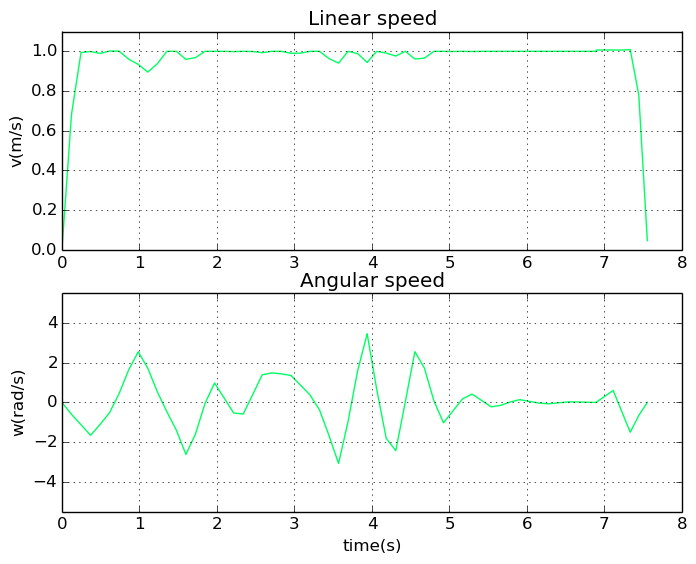 Linear speed
1.0
0.8
0.6
0.4
0.2
0.0
v(m/s)
0 1 2 3 4 5 6 7 8
Angular speed
4
2
0
−2
−4
w(rad/s)
0 1 2 3 4 5 6 7 8
time(s)